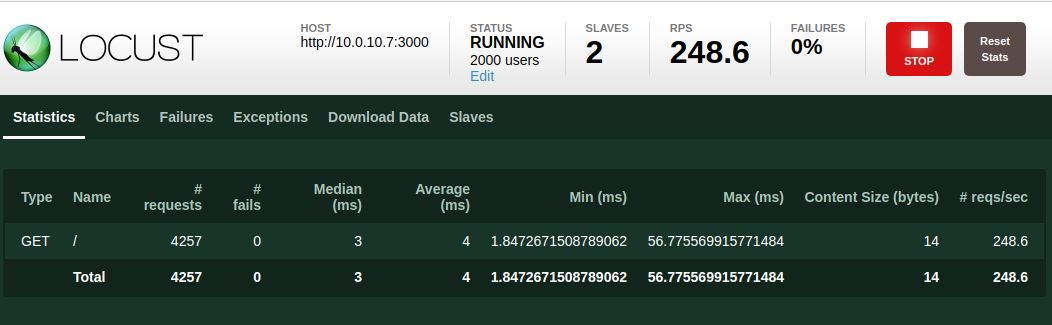 LOCUST
HOST
http://10.0.10.7:3000
STATUS
RUNNING
2000 users
Edit
SLAVES
2
RPS
248.6
FAILURES
0%
STOP
Reset
Stats
Statistics Charts Failures Exceptions Download Data Slaves
Type Name # requests # fails Median (ms) Average (ms) Min (ms) Max (ms) Content Size (bytes) # reqs/sec
GET / 4257 0 3 4 1.8472671508789062 56.775569915771484 14 248.6
Total 4257 0 3 4 1.8472671508789062 56.775569915771484 14 248.6